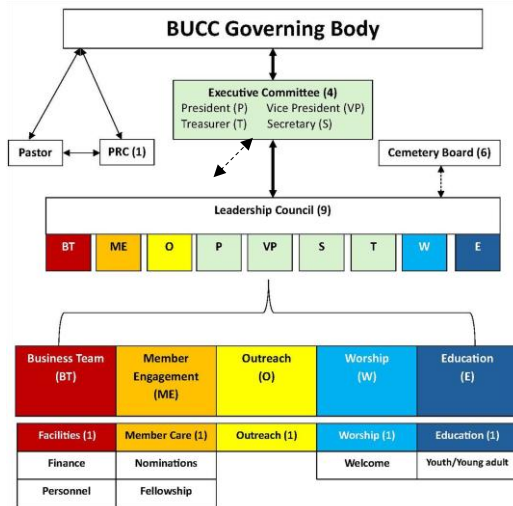 BUCC Governing Body
Executive Committee (4)
President (P) Vice President (VP)
Treasurer (T) Secretary (S)
Pastor
PRC (1)
Cemetery Board (6)
Leadership Council (9)
BT ME O P VP S T W E
Business Team (BT)
Member Engagement (ME)
Outreach (O)
Worship (W)
Education (E)
Facilities (1) Member Care (1) Outreach (1) Worship (1) Education (1)
Finance Nominations Welcome Youth/Young adult
Personnel Fellowship